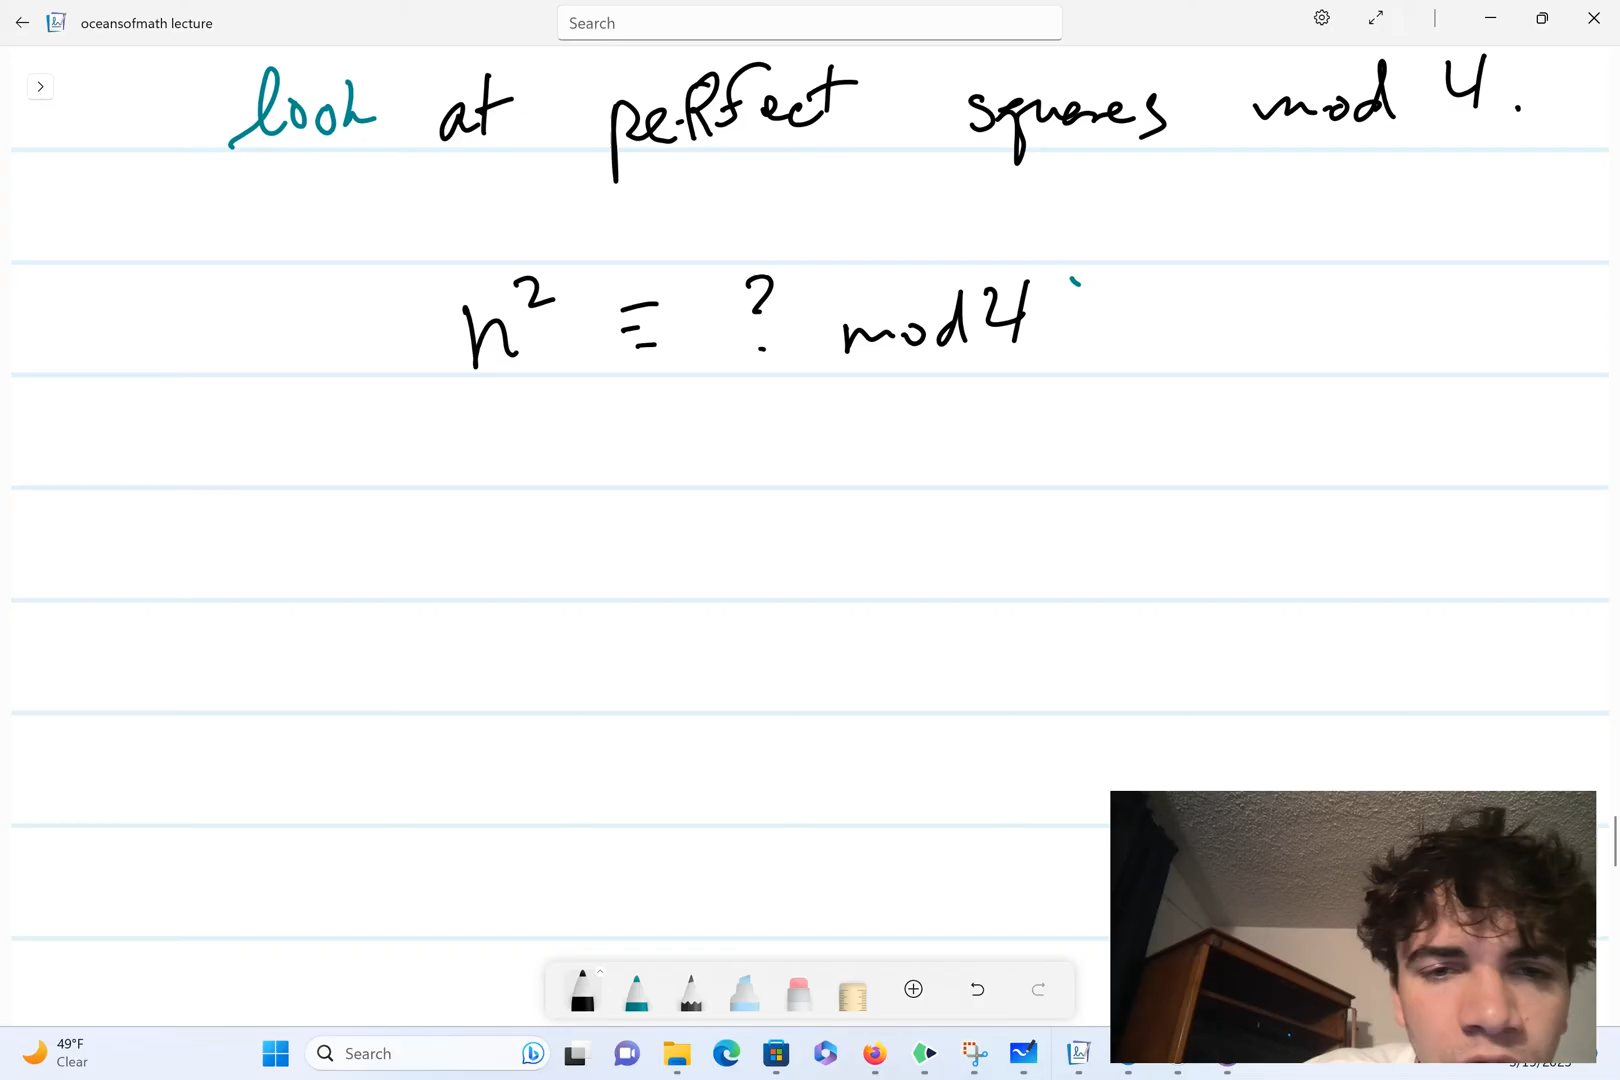 oceansofmath lecture
Search
look at perfect squares mod 4.
n² ≡ ? mod 4
49°F
Clear
Search